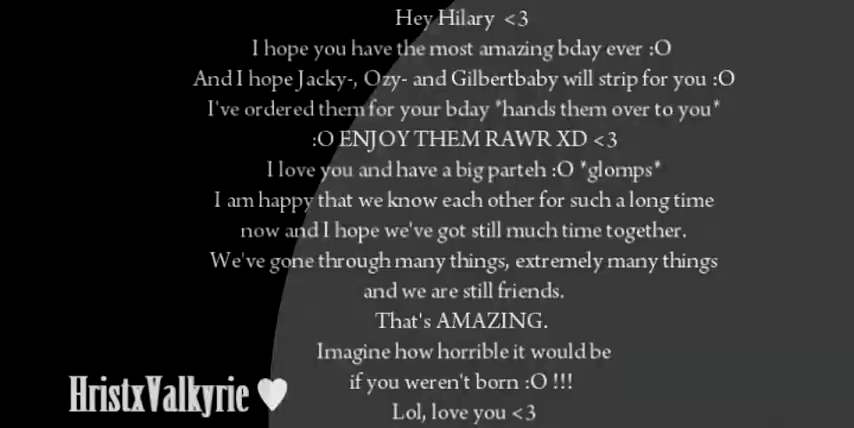 Hey Hilary <3
I hope you have the most amazing bday ever :O
And I hope Jacky-, Ozy- and Gilbertbaby will strip for you :O
I've ordered them for your bday *hands them over to you*
:O ENJOY THEM RAWR XD <3
I love you and have a big parteh :O *glomps*
I am happy that we know each other for such a long time
now and I hope we've got still much time together.
We've gone through many things, extremely many things
and we are still friends.
That's AMAZING.
Imagine how horrible it would be
if you weren't born :O !!!
Lol, love you <3
HristxValkyrie ♥